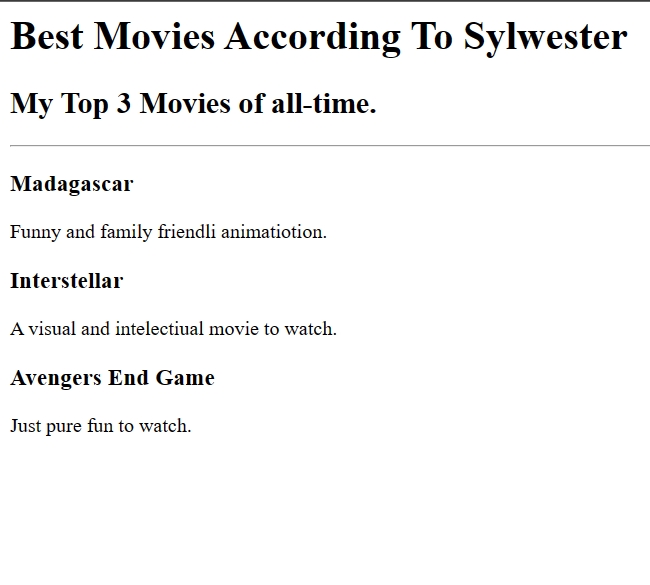 Best Movies According To Sylwester
My Top 3 Movies of all-time.
Madagascar
Funny and family friendli animatiotion.
Interstellar
A visual and intelectiual movie to watch.
Avengers End Game
Just pure fun to watch.